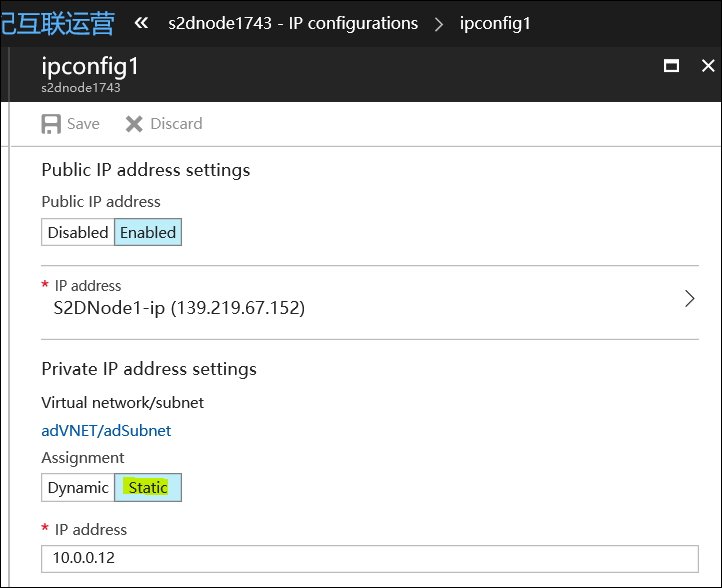 记互联运营 « s2dnode1743 - IP configurations > ipconfig1
ipconfig1
s2dnode1743
Save Discard
Public IP address settings
Public IP address
Disabled Enabled
* IP address
S2DNode1-ip (139.219.67.152)
Private IP address settings
Virtual network/subnet
adVNET/adSubnet
Assignment
Dynamic Static
* IP address
10.0.0.12